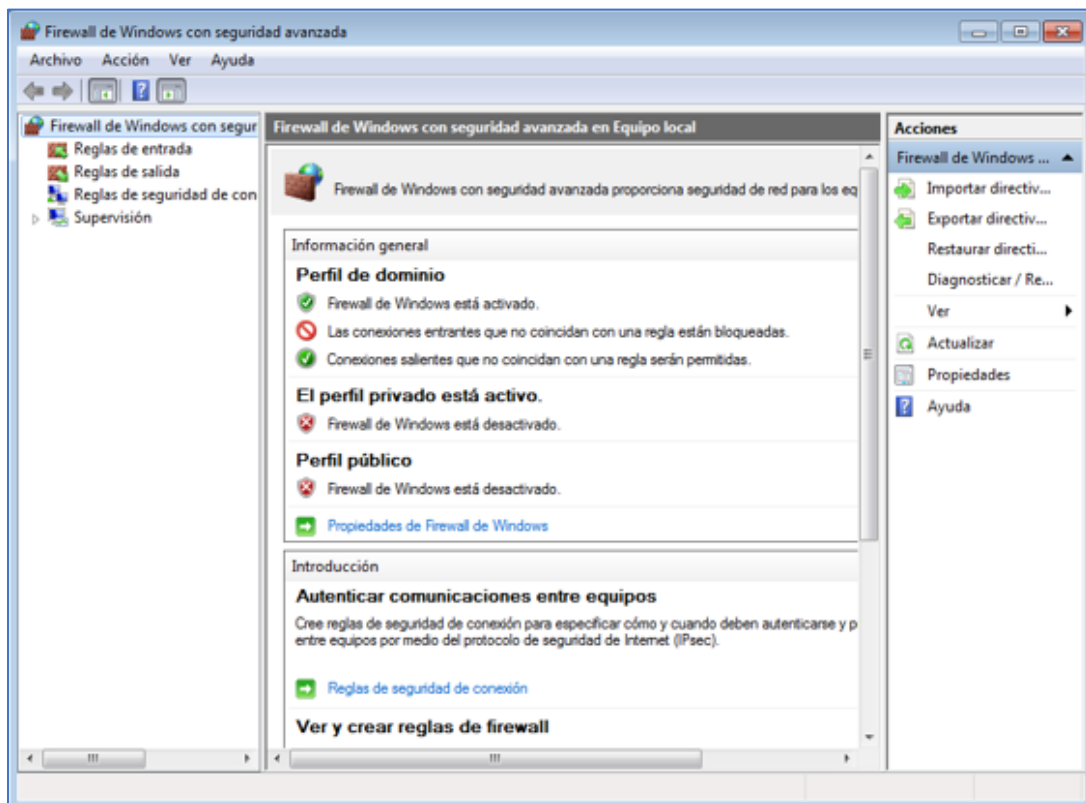 Firewall de Windows con seguridad avanzada
Archivo Acción Ver Ayuda
Firewall de Windows con segur
Reglas de entrada
Reglas de salida
Reglas de seguridad de con
Supervisión
Firewall de Windows con seguridad avanzada en Equipo local
Firewall de Windows con seguridad avanzada proporciona seguridad de red para los eq
Información general
Perfil de dominio
Firewall de Windows está activado.
Las conexiones entrantes que no coincidan con una regla están bloqueadas.
Conexiones salientes que no coincidan con una regla serán permitidas.
El perfil privado está activo.
Firewall de Windows está desactivado.
Perfil público
Firewall de Windows está desactivado.
Propiedades de Firewall de Windows
Introducción
Autenticar comunicaciones entre equipos
Cree reglas de seguridad de conexión para especificar cómo y cuando deben autenticarse y p
entre equipos por medio del protocolo de seguridad de Internet (IPsec).
Reglas de seguridad de conexión
Ver y crear reglas de firewall
Acciones
Firewall de Windows ...
Importar directiv...
Exportar directiv...
Restaurar directi...
Diagnosticar / Re...
Ver
Actualizar
Propiedades
Ayuda